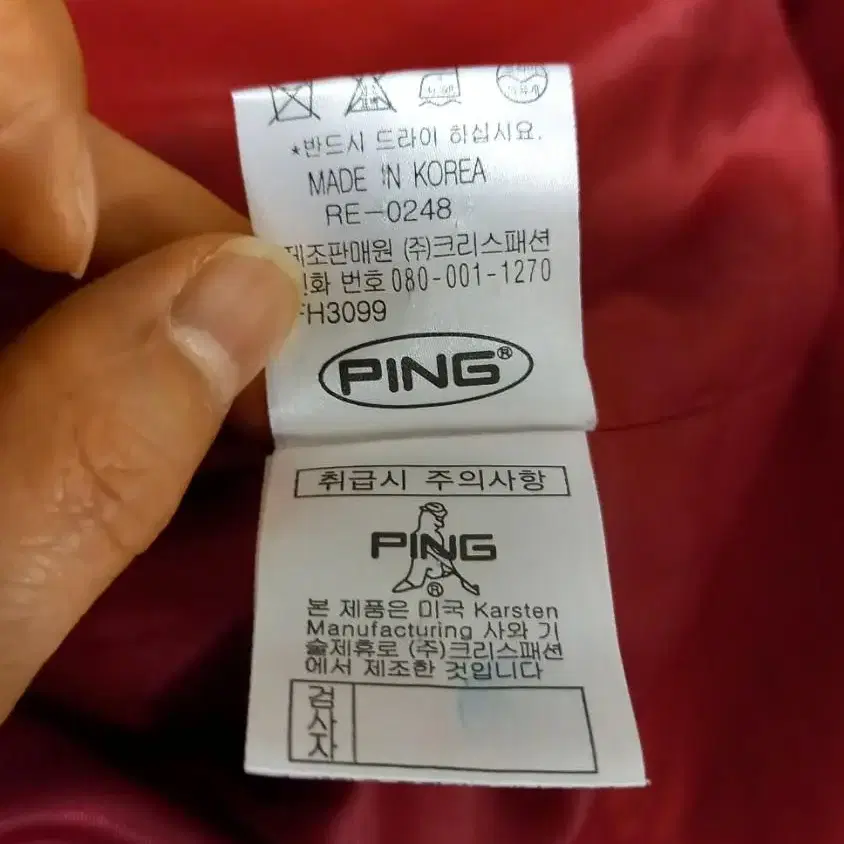 *반드시 드라이 하십시요.
MADE IN KOREA
RE-0248
제조판매원 (주)크리스패션
전화 번호 080-001-1270
FH3099
PING®
취급시 주의사항
PING
®
본 제품은 미국 Karsten
Manufacturing 사와 기
술제휴로 (주)크리스패션
에서 제조한 것입니다
검사자